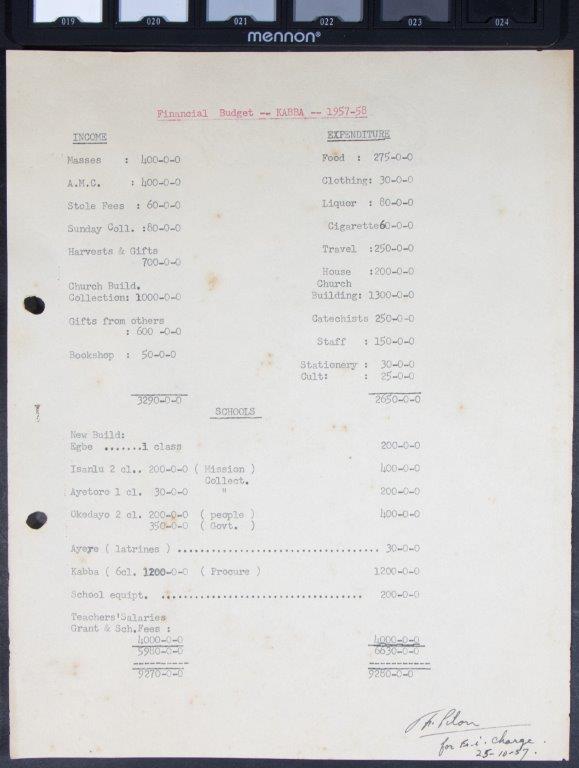 019 020 021 022 023 024
mennon®
Financial Budget -- KABBA -- 1957-58
INCOME EXPENDITURE
Masses : 400-0-0 Food : 275-0-0
A.M.C. : 400-0-0 Clothing: 30-0-0
Stole Fees : 60-0-0 Liquor : 80-0-0
Sunday Coll. :80-0-0 Cigarette60-0-0
Harvests & Gifts Travel :250-0-0
700-0-0
House :200-0-0
Church Build. Church
Collection: 1000-0-0 Building: 1300-0-0
Gifts from others Catechists 250-0-0
: 600 -0-0
Staff : 150-0-0
Bookshop : 50-0-0
Stationery : 30-0-0
Cult: : 25-0-0
3290-0-0 2650-0-0
SCHOOLS
New Build:
Egbe .......1 class 200-0-0
Isanlu 2 cl.. 200-0-0 ( Mission ) 400-0-0
Collect.
Ayetoro 1 cl. 30-0-0 " 200-0-0
Okedayo 2 cl. 200-0-0 ( people ) 400-0-0
350-0-0 ( Govt. )
Ayeye ( latrines ) ................................... 30-0-0
Kabba ( 6cl. 1200-0-0 ( Procure ) 1200-0-0
School equipt. ................................... 200-0-0
Teachers'Salaries
Grant & Sch.Fees :
4000-0-0 4000-0-0
5980-0-0 6630-0-0
9270-0-0 9280-0-0
Pilon
for Fr. i. charge.
25-10-57.